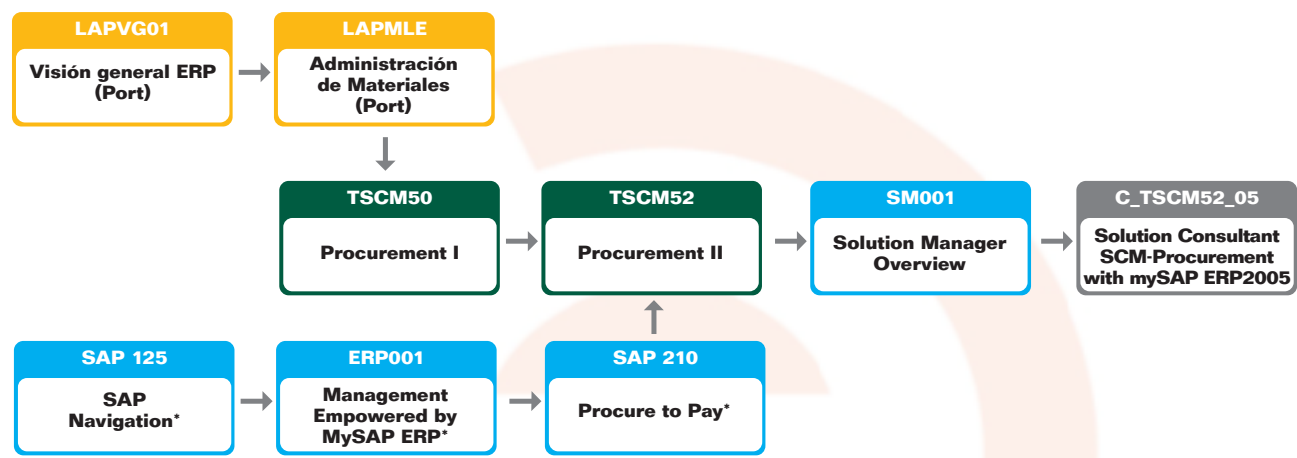 LAPVG01
Visión general ERP
(Port)
LAPMLE
Administración
de Materiales
(Port)
TSCM50
Procurement I
TSCM52
Procurement II
SM001
Solution Manager
Overview
C_TSCM52_05
Solution Consultant
SCM-Procurement
with mySAP ERP2005
SAP 125
SAP
Navigation*
ERP001
Management
Empowered by
MySAP ERP*
SAP 210
Procure to Pay*